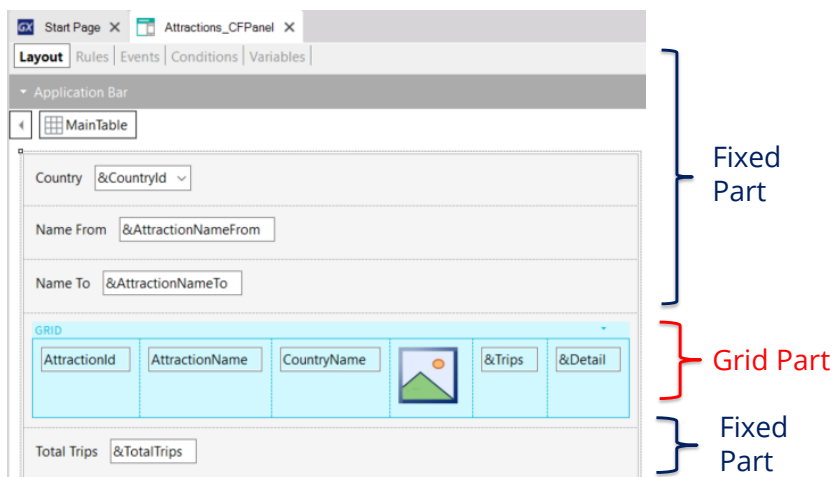 GX Start Page X Attractions_CFPanel X
Layout Rules Events Conditions Variables
Application Bar
MainTable
Country &CountryId
Name From &AttractionNameFrom
Name To &AttractionNameTo
Fixed
Part
GRID
AttractionId AttractionName CountryName &Trips &Detail
Grid Part
Total Trips &TotalTrips
Fixed
Part